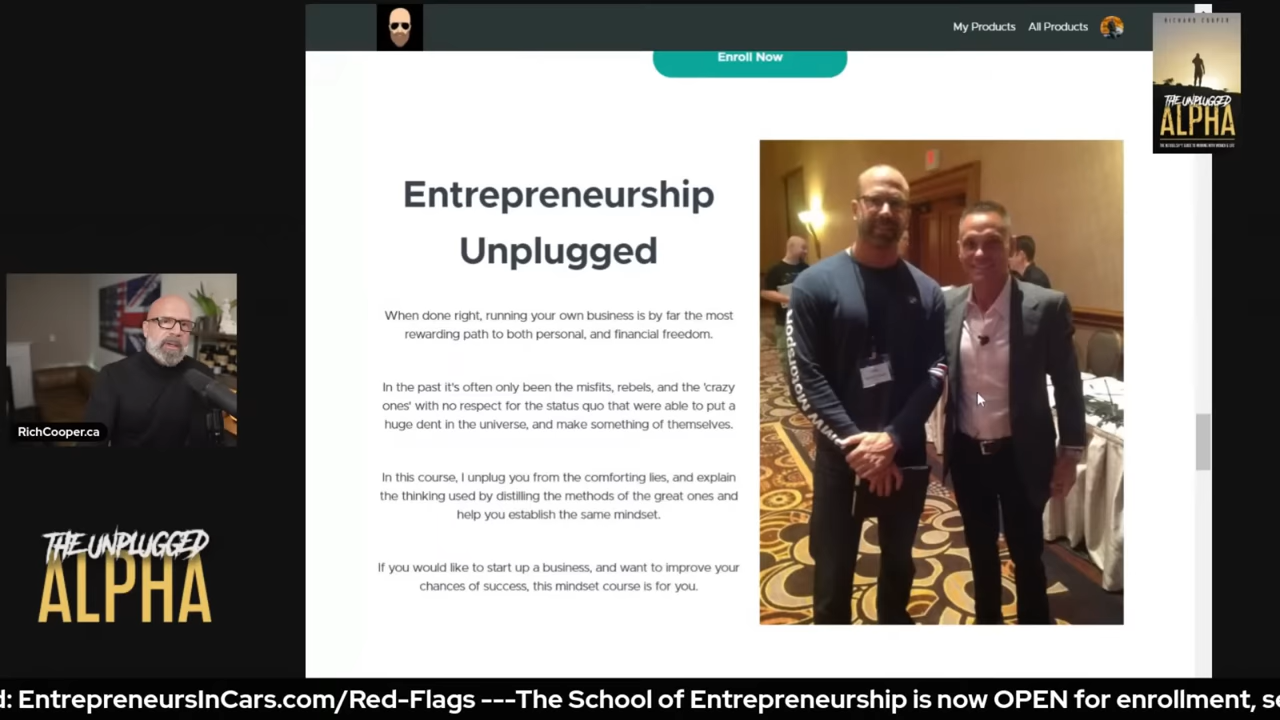 My Products All Products
RICHARD COOPER
Enroll Now
THE UNPLUGGED
ALPHA
Entrepreneurship
Unplugged
When done right, running your own business is by far the most
rewarding path to both personal, and financial freedom.
In the past it's often only been the misfits, rebels, and the 'crazy
ones' with no respect for the status quo that were able to put a
huge dent in the universe, and make something of themselves.
In this course, I unplug you from the comforting lies, and explain
the thinking used by distilling the methods of the great ones and
help you establish the same mindset.
If you would like to start up a business, and want to improve your
chances of success, this mindset course is for you.
Motorspor
RichCooper.ca
THE UNPLUGGED
ALPHA
d: EntrepreneursInCars.com/Red-Flags ---The School of Entrepreneurship is now OPEN for enrollment, s